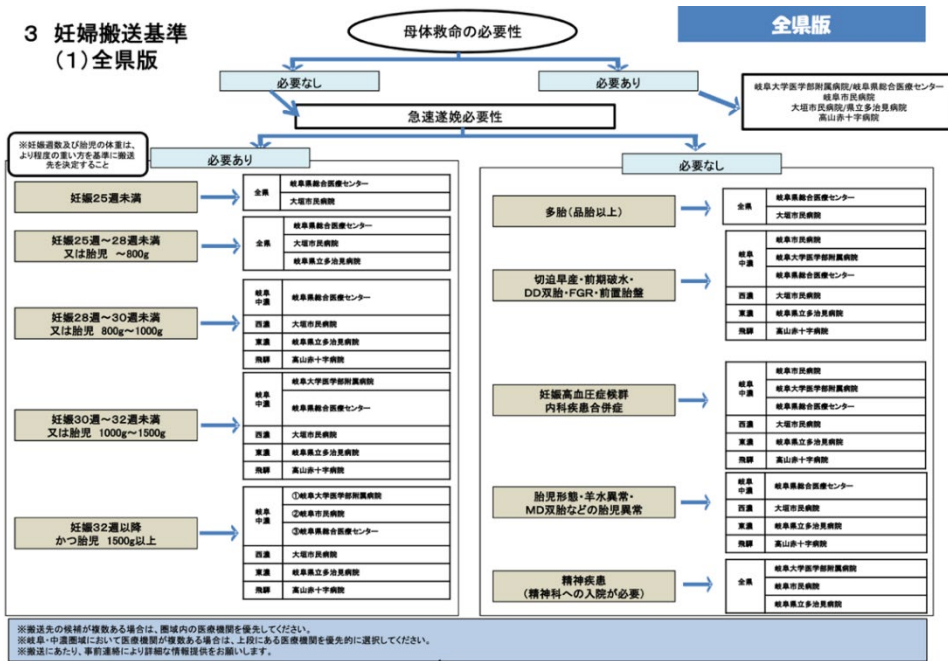 3 妊婦搬送基準
(1)全県版
母体救命の必要性
全県版
必要なし
必要あり
岐阜大学医学部附属病院/岐阜県総合医療センター
岐阜市民病院
大垣市民病院/県立多治見病院
高山赤十字病院
急速遂娩必要性
※妊娠週数及び胎児の体重は、
より程度の重い方を基準に搬送
先を決定すること
必要あり
妊娠25週未満
全県
岐阜県総合医療センター
大垣市民病院
妊娠25週~28週未満
又は胎児 ~800g
全県
岐阜県総合医療センター
大垣市民病院
岐阜県立多治見病院
妊娠28週~30週未満
又は胎児 800g~1000g
岐阜
中濃
岐阜県総合医療センター
西濃 大垣市民病院
東濃 岐阜県立多治見病院
飛騨 高山赤十字病院
妊娠30週~32週未満
又は胎児 1000g~1500g
岐阜
中濃
岐阜大学医学部附属病院
岐阜県総合医療センター
西濃 大垣市民病院
東濃 岐阜県立多治見病院
飛騨 高山赤十字病院
妊娠32週以降
かつ胎児 1500g以上
岐阜
中濃
①岐阜大学医学部附属病院
②岐阜市民病院
③岐阜県総合医療センター
西濃 大垣市民病院
東濃 岐阜県立多治見病院
飛騨 高山赤十字病院
必要なし
多胎(品胎以上)
全県
岐阜県総合医療センター
大垣市民病院
切迫早産・前期破水・
DD双胎・FGR・前置胎盤
岐阜
中濃
岐阜市民病院
岐阜大学医学部附属病院
岐阜県総合医療センター
西濃 大垣市民病院
東濃 岐阜県立多治見病院
飛騨 高山赤十字病院
妊娠高血圧症候群
内科疾患合併症
岐阜
中濃
岐阜市民病院
岐阜大学医学部附属病院
岐阜県総合医療センター
西濃 大垣市民病院
東濃 岐阜県立多治見病院
飛騨 高山赤十字病院
胎児形態・羊水異常・
MD双胎などの胎児異常
岐阜
中濃
岐阜県総合医療センター
西濃 大垣市民病院
東濃 岐阜県立多治見病院
飛騨 高山赤十字病院
精神疾患
(精神科への入院が必要)
全県
岐阜大学医学部附属病院
岐阜市民病院
岐阜県立多治見病院
※搬送先の候補が複数ある場合は、圏域内の医療機関を優先してください。
※岐阜・中濃圏域において医療機関が複数ある場合は、上段にある医療機関を優先的に選択してください。
※搬送にあたり、事前連絡により詳細な情報提供をお願いします。